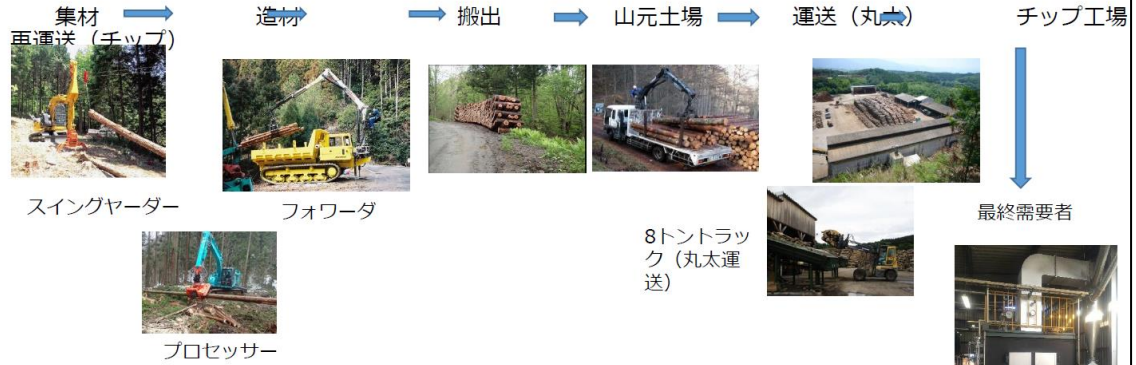 集材 造材 搬出 山元土場 運送（丸太） チップ工場
再運送（チップ）
スイングヤーダー
フォワーダ
最終需要者
8トントラッ
ク（丸太運
送）
プロセッサー